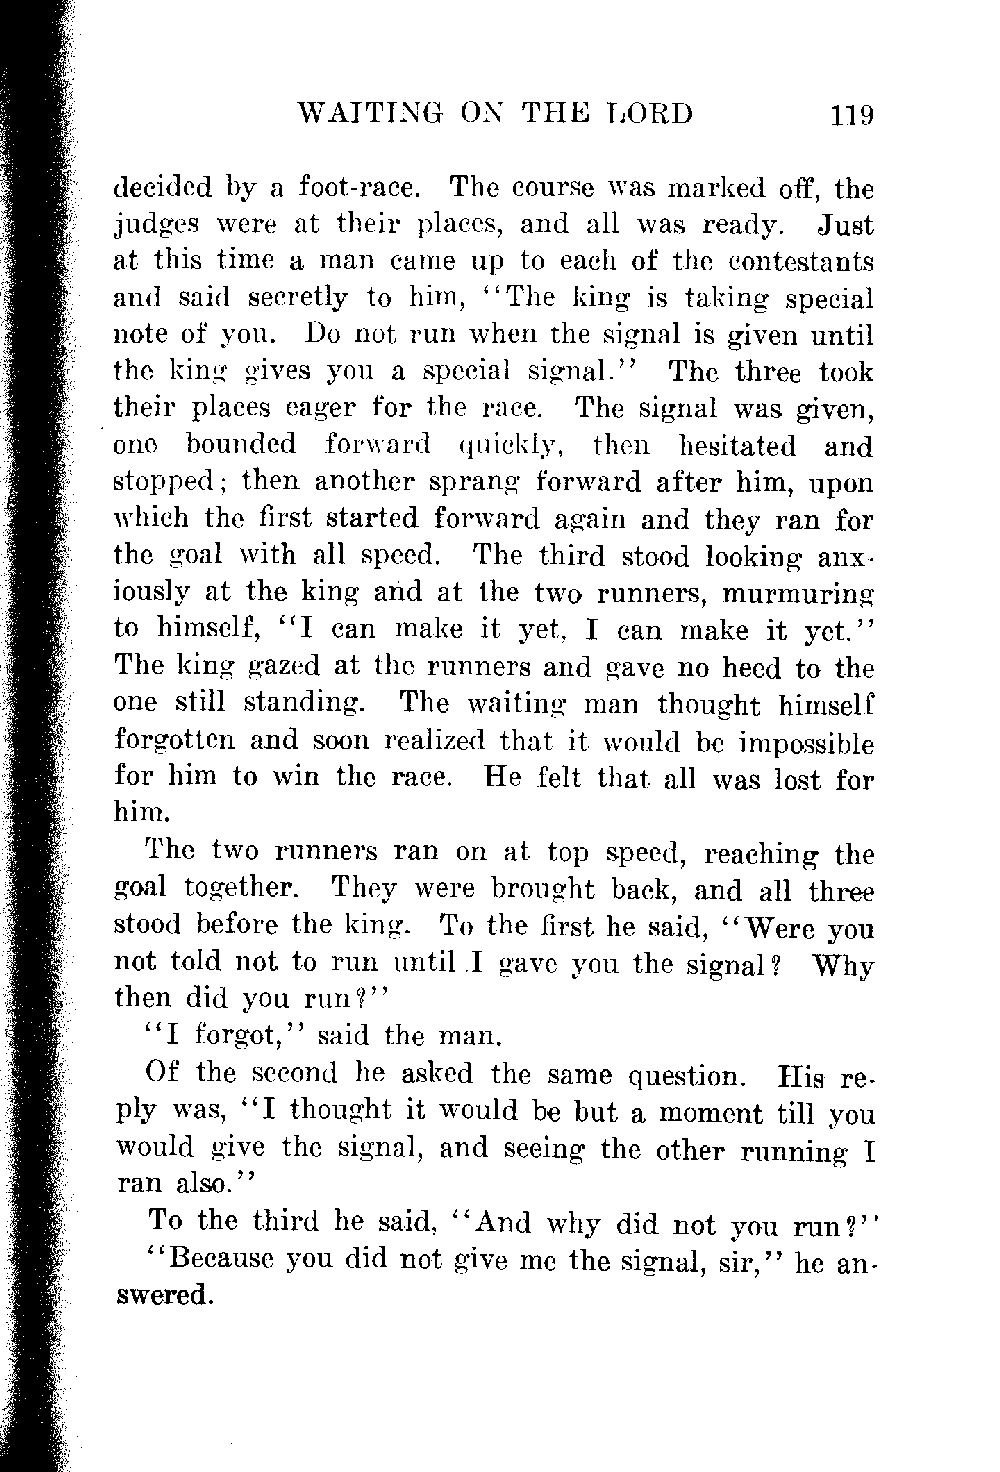 WAITING ON THE LORD 119
decided by a foot-race. The course was marked off, the
judges were at their places, and all was ready. Just
at this time a man came up to each of the contestants
and said secretly to him, ‘‘The king is taking special
note of you. Do not run when the signal is given until
the king gives you a special signal.’’ The three took
their places eager for the race. The signal was given,
one bounded forward quickly, then hesitated and
stopped; then another sprang forward after him, upon
which the first started forward again and they ran for
the goal with all speed. The third stood looking anx-
iously at the king and at the two runners, murmuring
to himself, ‘‘I can make it yet, I can make it yet.’’
The king gazed at the runners and gave no heed to the
one still standing. The waiting man thought himself
forgotten and soon realized that it would be impossible
for him to win the race. He felt that all was lost for
him.
The two runners ran on at top speed, reaching the
goal together. They were brought back, and all three
stood before the king. To the first he said, ‘‘Were you
not told not to run until I gave you the signal? Why
then did you run?’’
‘‘I forgot,’’ said the man.
Of the second he asked the same question. His re-
ply was, ‘‘I thought it would be but a moment till you
would give the signal, and seeing the other running I
ran also.’’
To the third he said, ‘‘And why did not you run?’’
‘‘Because you did not give me the signal, sir,’’ he an-
swered.